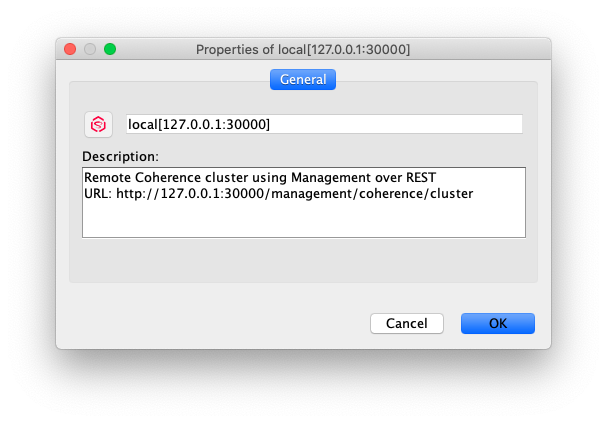 Properties of local[127.0.0.1:30000]
General
local[127.0.0.1:30000]
Description:
Remote Coherence cluster using Management over REST
URL: http://127.0.0.1:30000/management/coherence/cluster
Cancel
OK